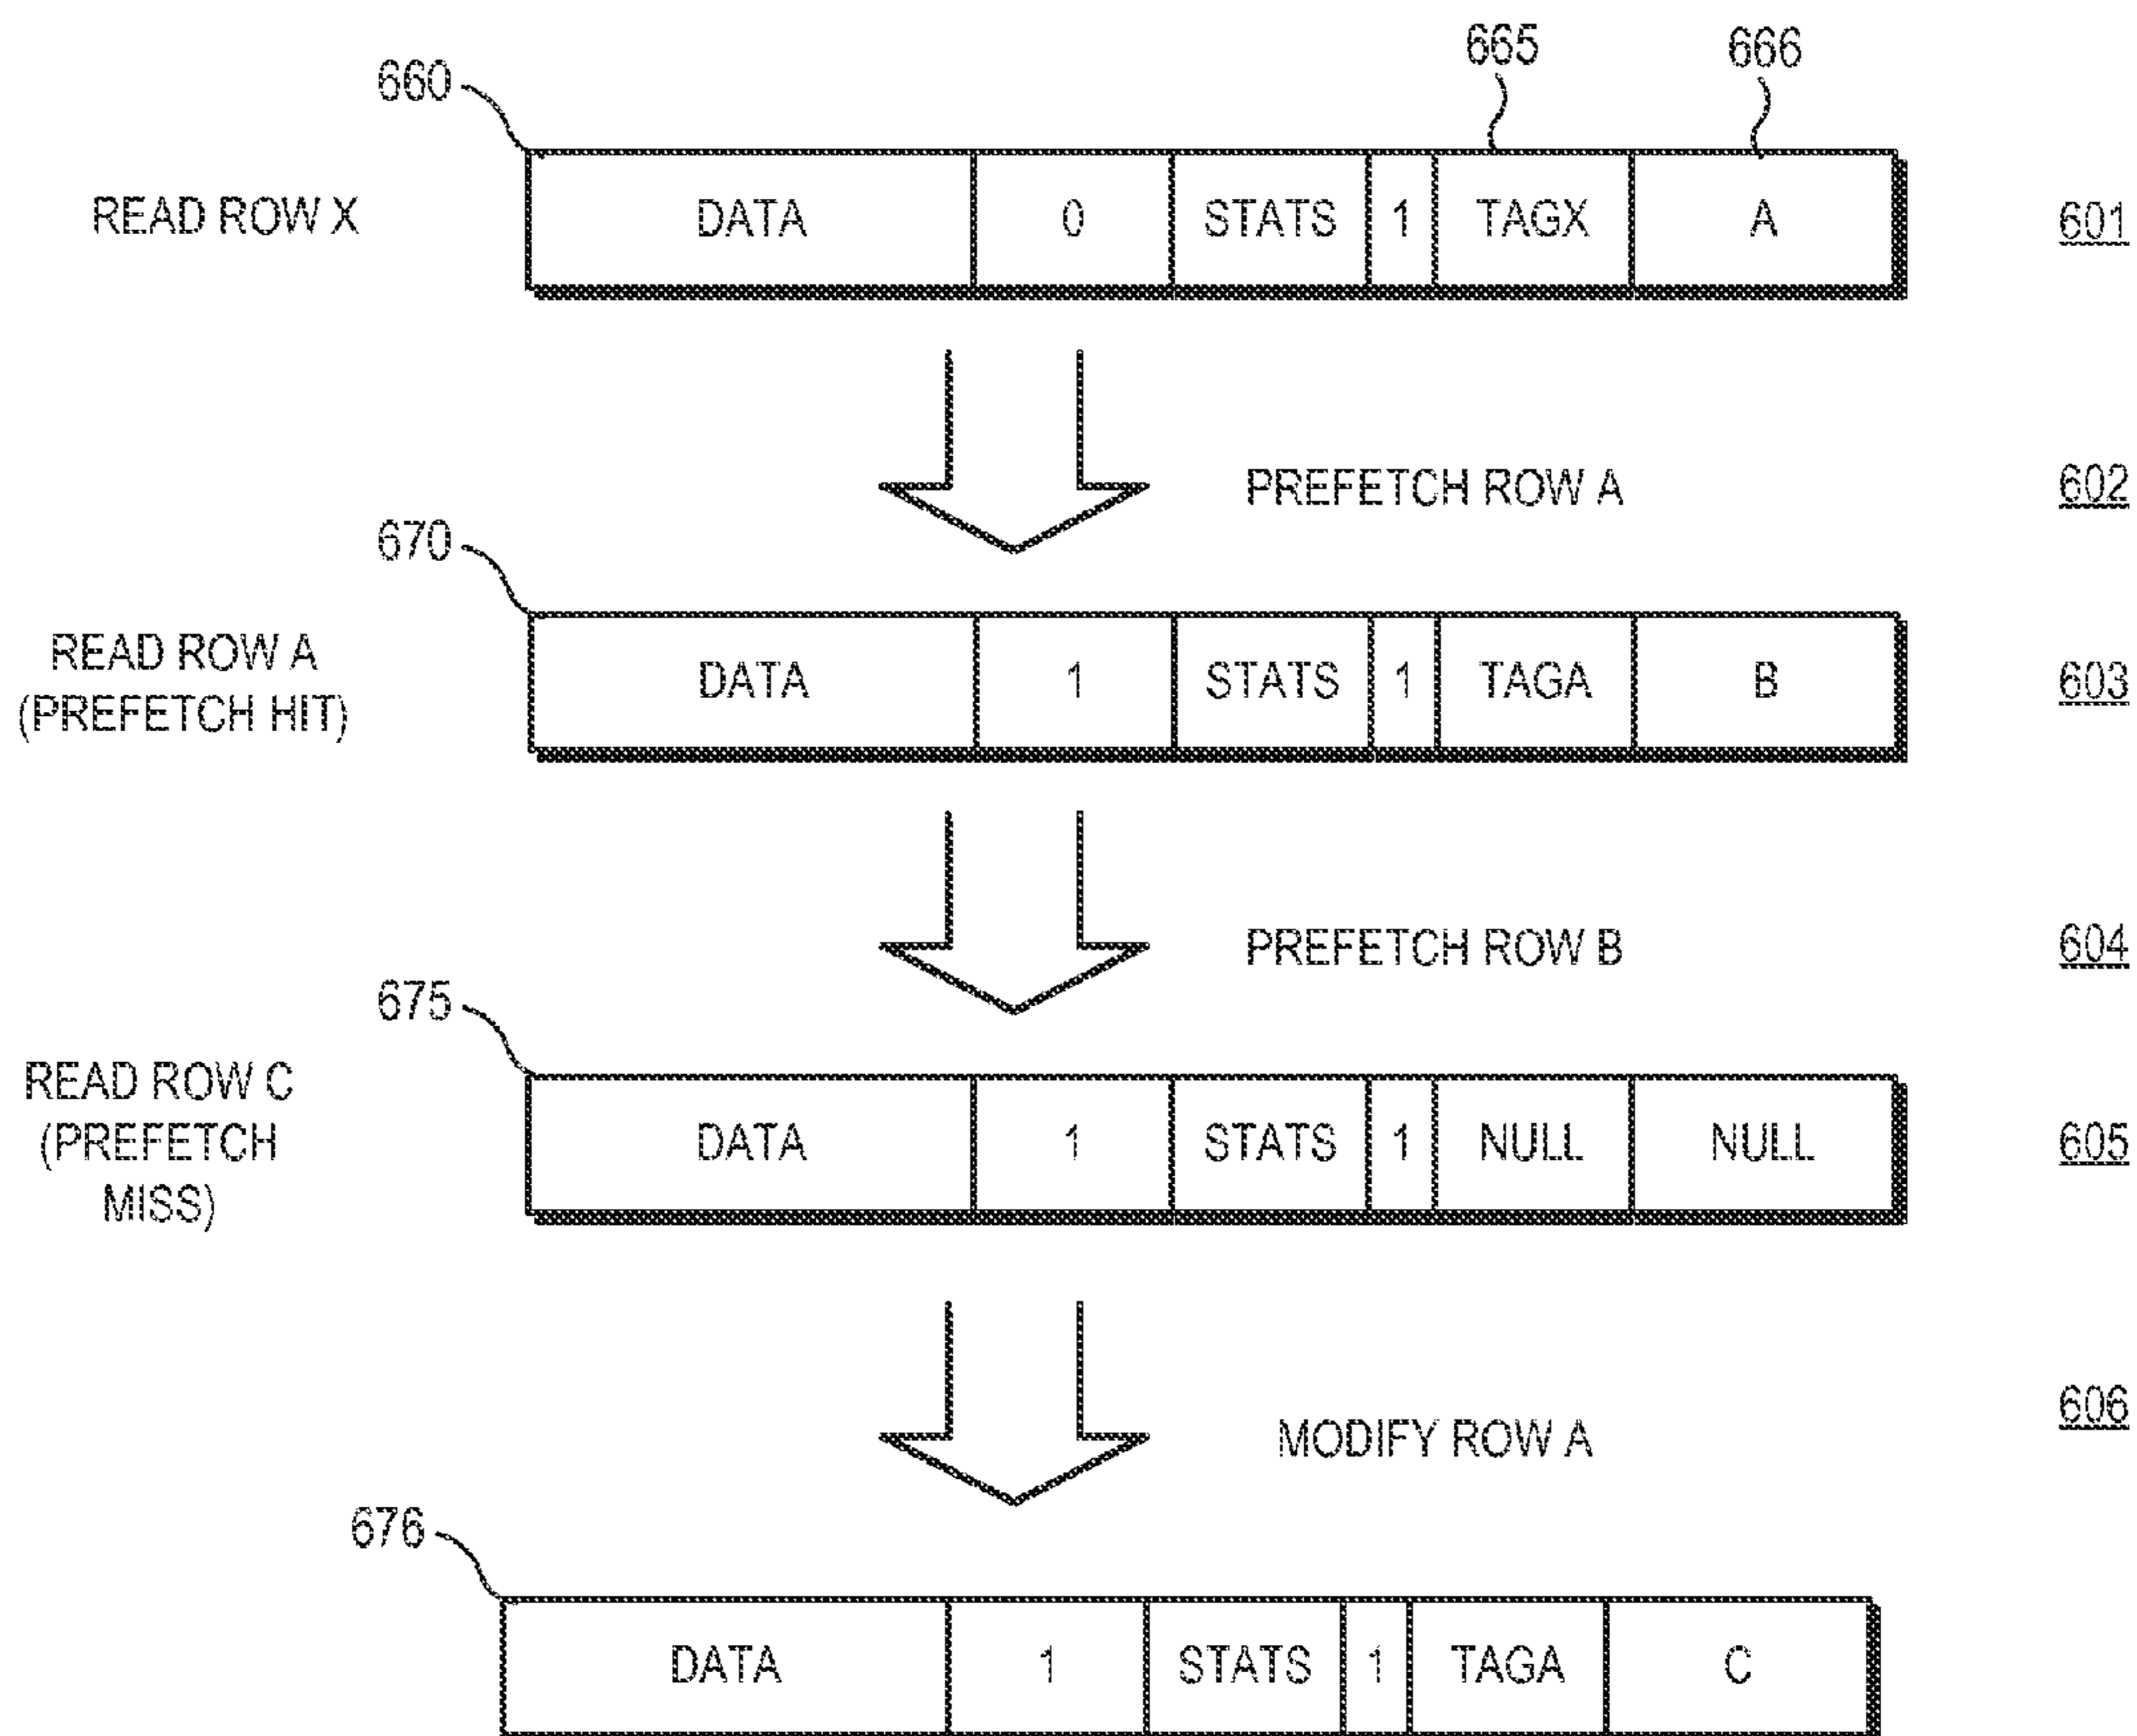 665 666
660
READ ROW X DATA 0 STATS 1 TAGX A 601
PREFETCH ROW A 602
670
READ ROW A
(PREFETCH HIT) DATA 1 STATS 1 TAGA B 603
PREFETCH ROW B 604
675
READ ROW C
(PREFETCH
MISS) DATA 1 STATS 1 NULL NULL 605
MODIFY ROW A 606
676
DATA 1 STATS 1 TAGA C